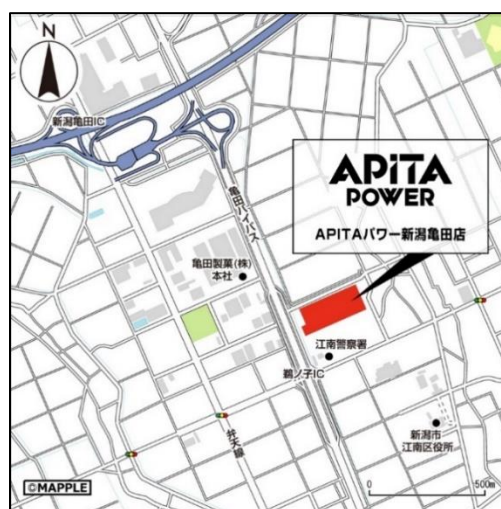 N
新潟亀田IC
亀田バイパス
APiTA
POWER
APITAパワー新潟亀田店
亀田製菓(株)
本社
江南警察署
鵜ノ子IC
弁天線
新潟市
江南区役所
©MAPPLE
0 500m